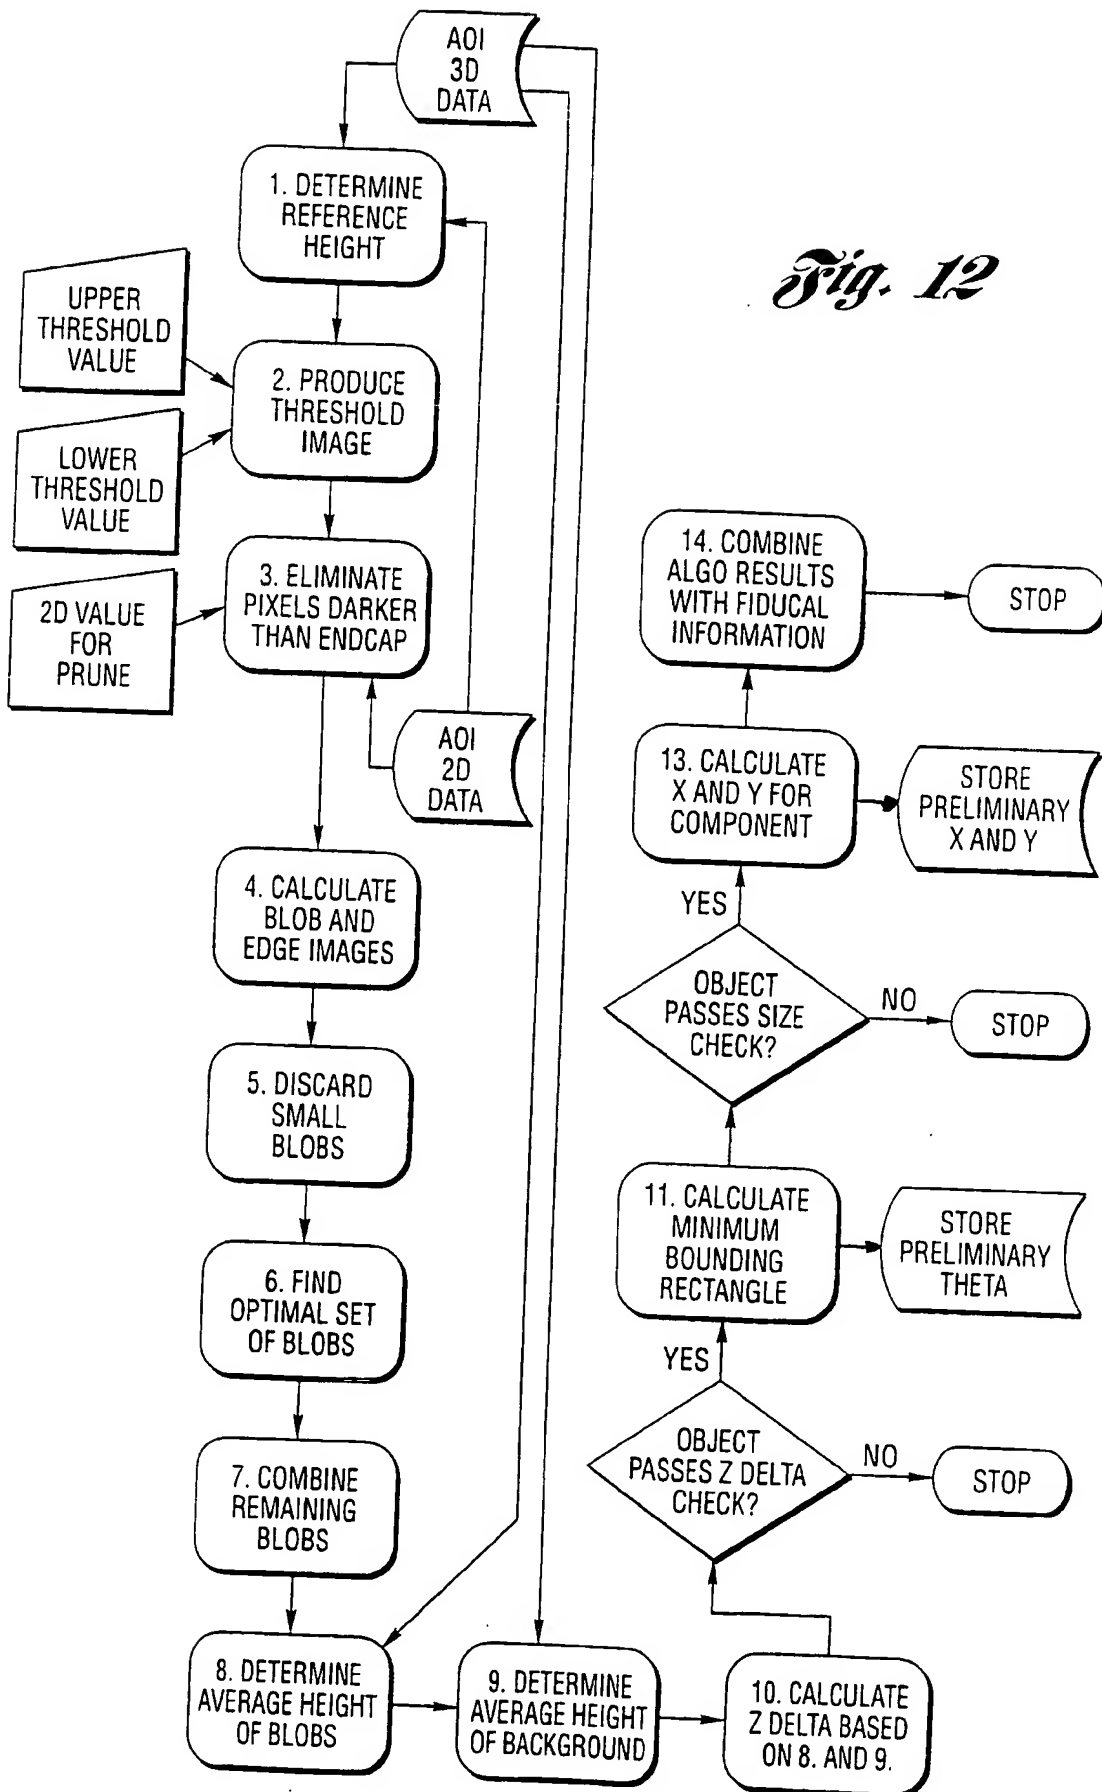 AOI
3D
DATA
1. DETERMINE
REFERENCE
HEIGHT
Fig. 12
UPPER
THRESHOLD
VALUE
2. PRODUCE
THRESHOLD
IMAGE
LOWER
THRESHOLD
VALUE
3. ELIMINATE
PIXELS DARKER
THAN ENDCAP
2D VALUE
FOR
PRUNE
AOI
2D
DATA
4. CALCULATE
BLOB AND
EDGE IMAGES
5. DISCARD
SMALL
BLOBS
6. FIND
OPTIMAL SET
OF BLOBS
7. COMBINE
REMAINING
BLOBS
8. DETERMINE
AVERAGE HEIGHT
OF BLOBS
9. DETERMINE
AVERAGE HEIGHT
OF BACKGROUND
10. CALCULATE
Z DELTA BASED
ON 8. AND 9.
OBJECT
PASSES Z DELTA
CHECK?
NO
STOP
YES
11. CALCULATE
MINIMUM
BOUNDING
RECTANGLE
STORE
PRELIMINARY
THETA
OBJECT
PASSES SIZE
CHECK?
NO
STOP
YES
13. CALCULATE
X AND Y FOR
COMPONENT
STORE
PRELIMINARY
X AND Y
14. COMBINE
ALGO RESULTS
WITH FIDUCAL
INFORMATION
STOP